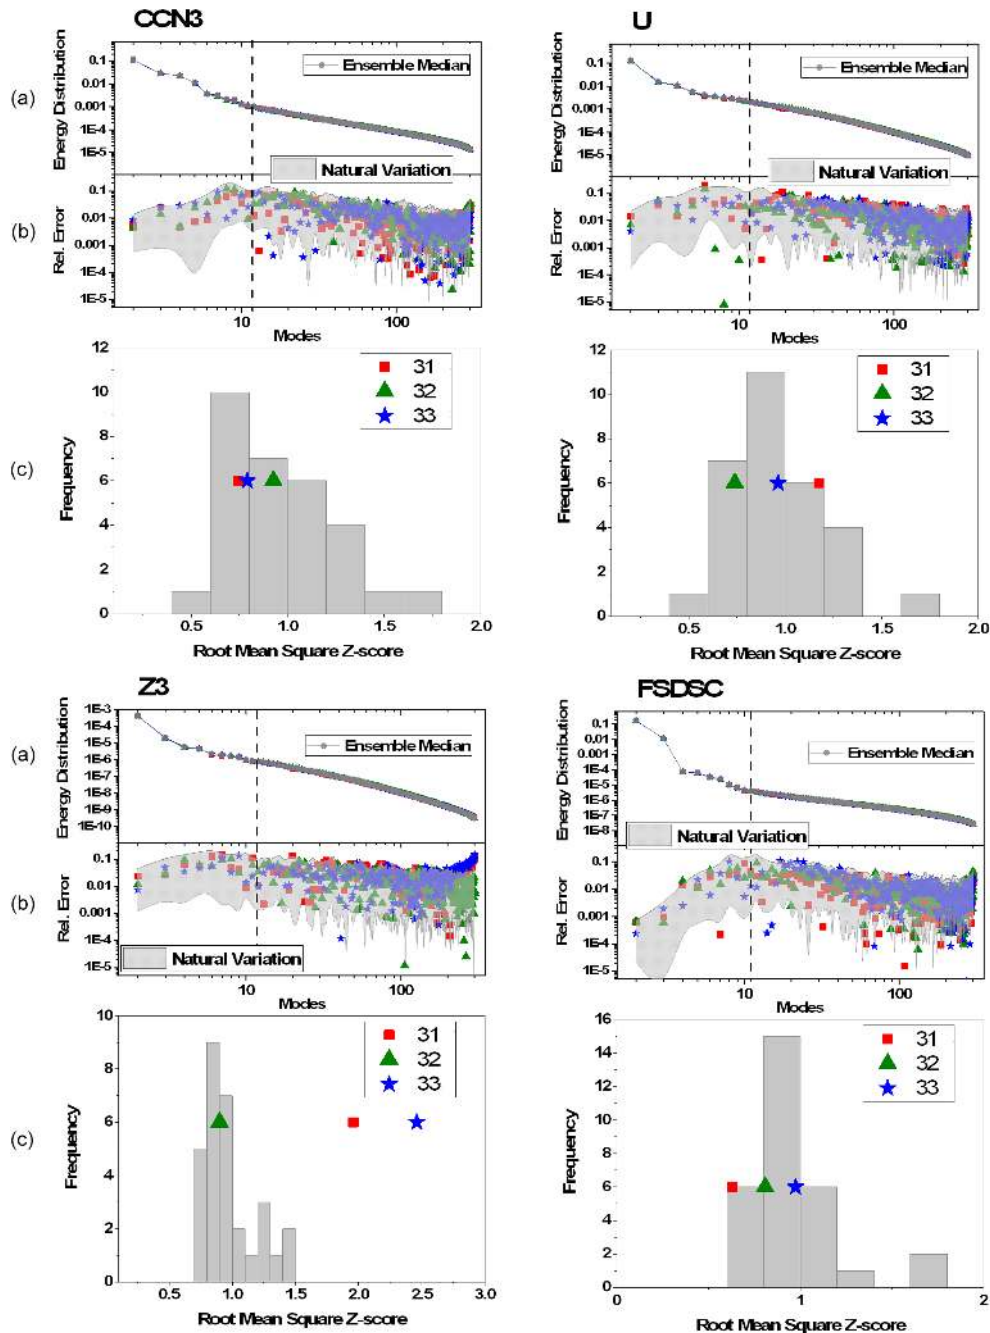 CCN3
(a)
Energy Distribution
0.1
0.01
0.001
1E-4
1E-5
Ensemble Median
Natural Variation
(b)
Rel. Error
0.1
0.01
0.001
1E-4
1E-5
10
100
Modes
(c)
Frequency
12
10
8
6
4
2
0
31
32
33
0.5
1.0
1.5
2.0
Root Mean Square Z-score
U
Energy Distribution
0.1
0.01
0.001
1E-4
1E-5
Ensemble Median
Natural Variation
Rel. Error
0.1
0.01
0.001
1E-4
1E-5
10
100
Modes
Frequency
12
10
8
6
4
2
0
31
32
33
0.5
1.0
1.5
2.0
Root Mean Square Z-score
Z3
(a)
Energy Distribution
1E-3
1E-4
1E-5
1E-6
1E-7
1E-8
1E-9
1E-10
Ensemble Median
(b)
Rel. Error
0.1
0.01
0.001
1E-4
1E-5
Natural Variation
10
100
Modes
(c)
Frequency
10
8
6
4
2
0
31
32
33
0.5
1.0
1.5
2.0
2.5
3.0
Root Mean Square Z-score
FSDSC
Energy Distribution
0.1
0.01
0.001
1E-4
1E-5
1E-6
1E-7
1E-8
Ensemble Median
Natural Variation
Rel. Error
0.1
0.01
0.001
1E-4
1E-5
10
100
Modes
Frequency
16
14
12
10
8
6
4
2
0
31
32
33
0
1
2
Root Mean Square Z-score